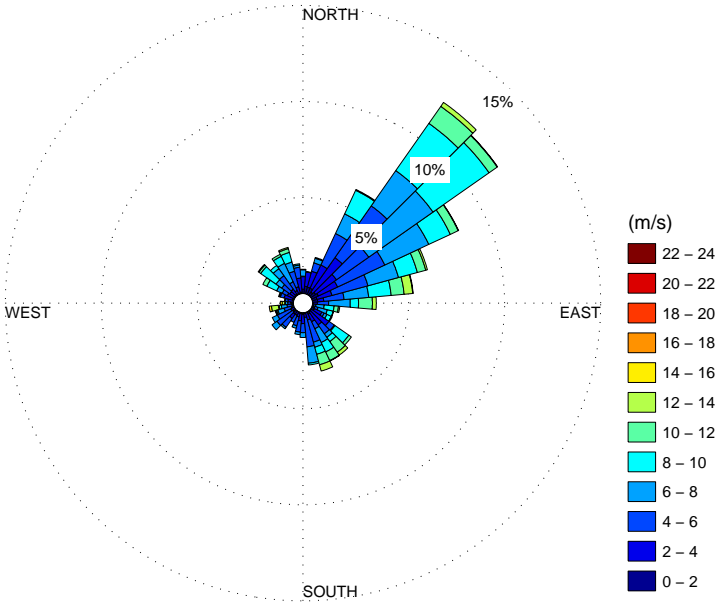 NORTH
15%
10%
5%
WEST
EAST
SOUTH
(m/s)
22 – 24
20 – 22
18 – 20
16 – 18
14 – 16
12 – 14
10 – 12
8 – 10
6 – 8
4 – 6
2 – 4
0 – 2